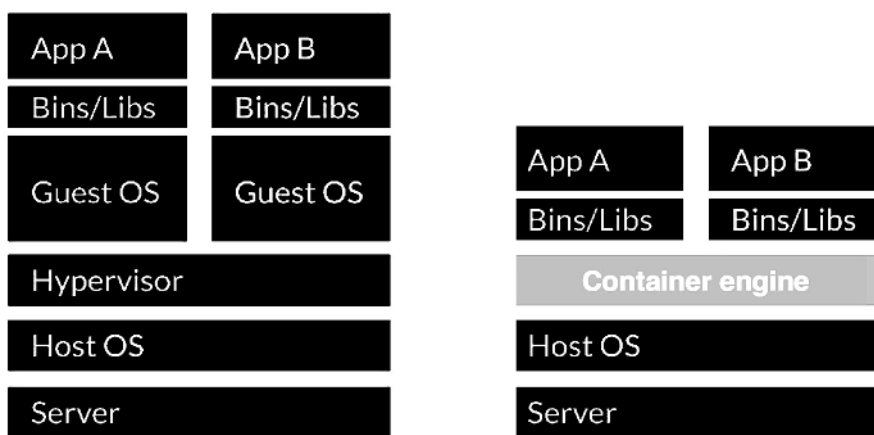 App A
App B
Bins/Libs
Bins/Libs
Guest OS
Guest OS
Hypervisor
Host OS
Server
App A
App B
Bins/Libs
Bins/Libs
Container engine
Host OS
Server